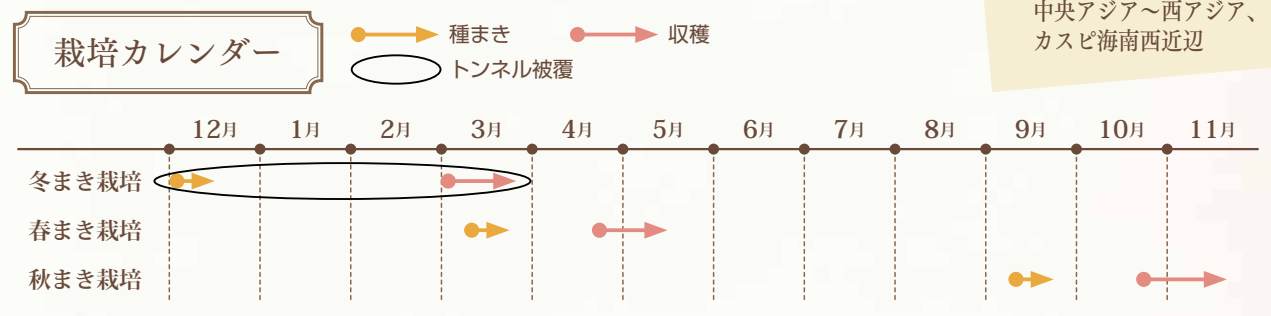 中央アジア～西アジア、
カスピ海南西近辺
栽培カレンダー
種まき
収穫
トンネル被覆
12月 1月 2月 3月 4月 5月 6月 7月 8月 9月 10月 11月
冬まき栽培
春まき栽培
秋まき栽培